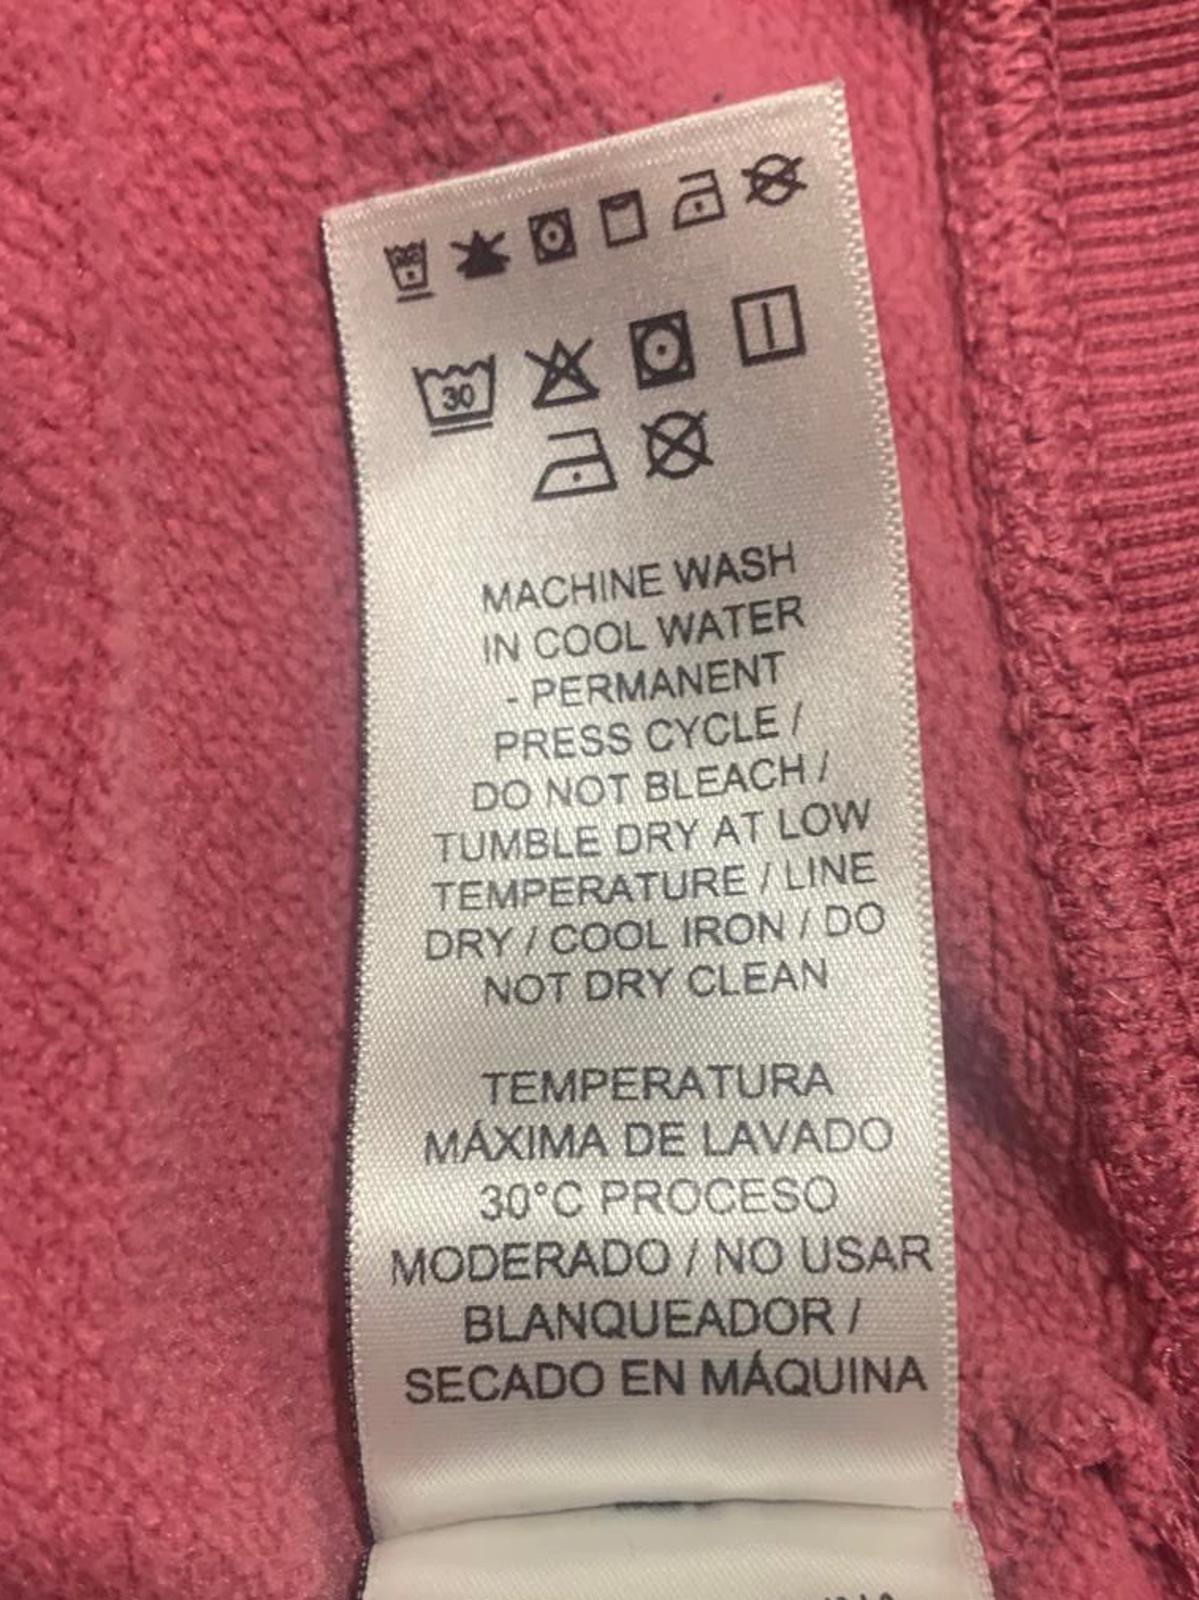 30
MACHINE WASH
IN COOL WATER
- PERMANENT
PRESS CYCLE /
DO NOT BLEACH /
TUMBLE DRY AT LOW
TEMPERATURE / LINE
DRY / COOL IRON / DO
NOT DRY CLEAN
TEMPERATURA
MÁXIMA DE LAVADO
30°C PROCESO
MODERADO / NO USAR
BLANQUEADOR /
SECADO EN MÁQUINA